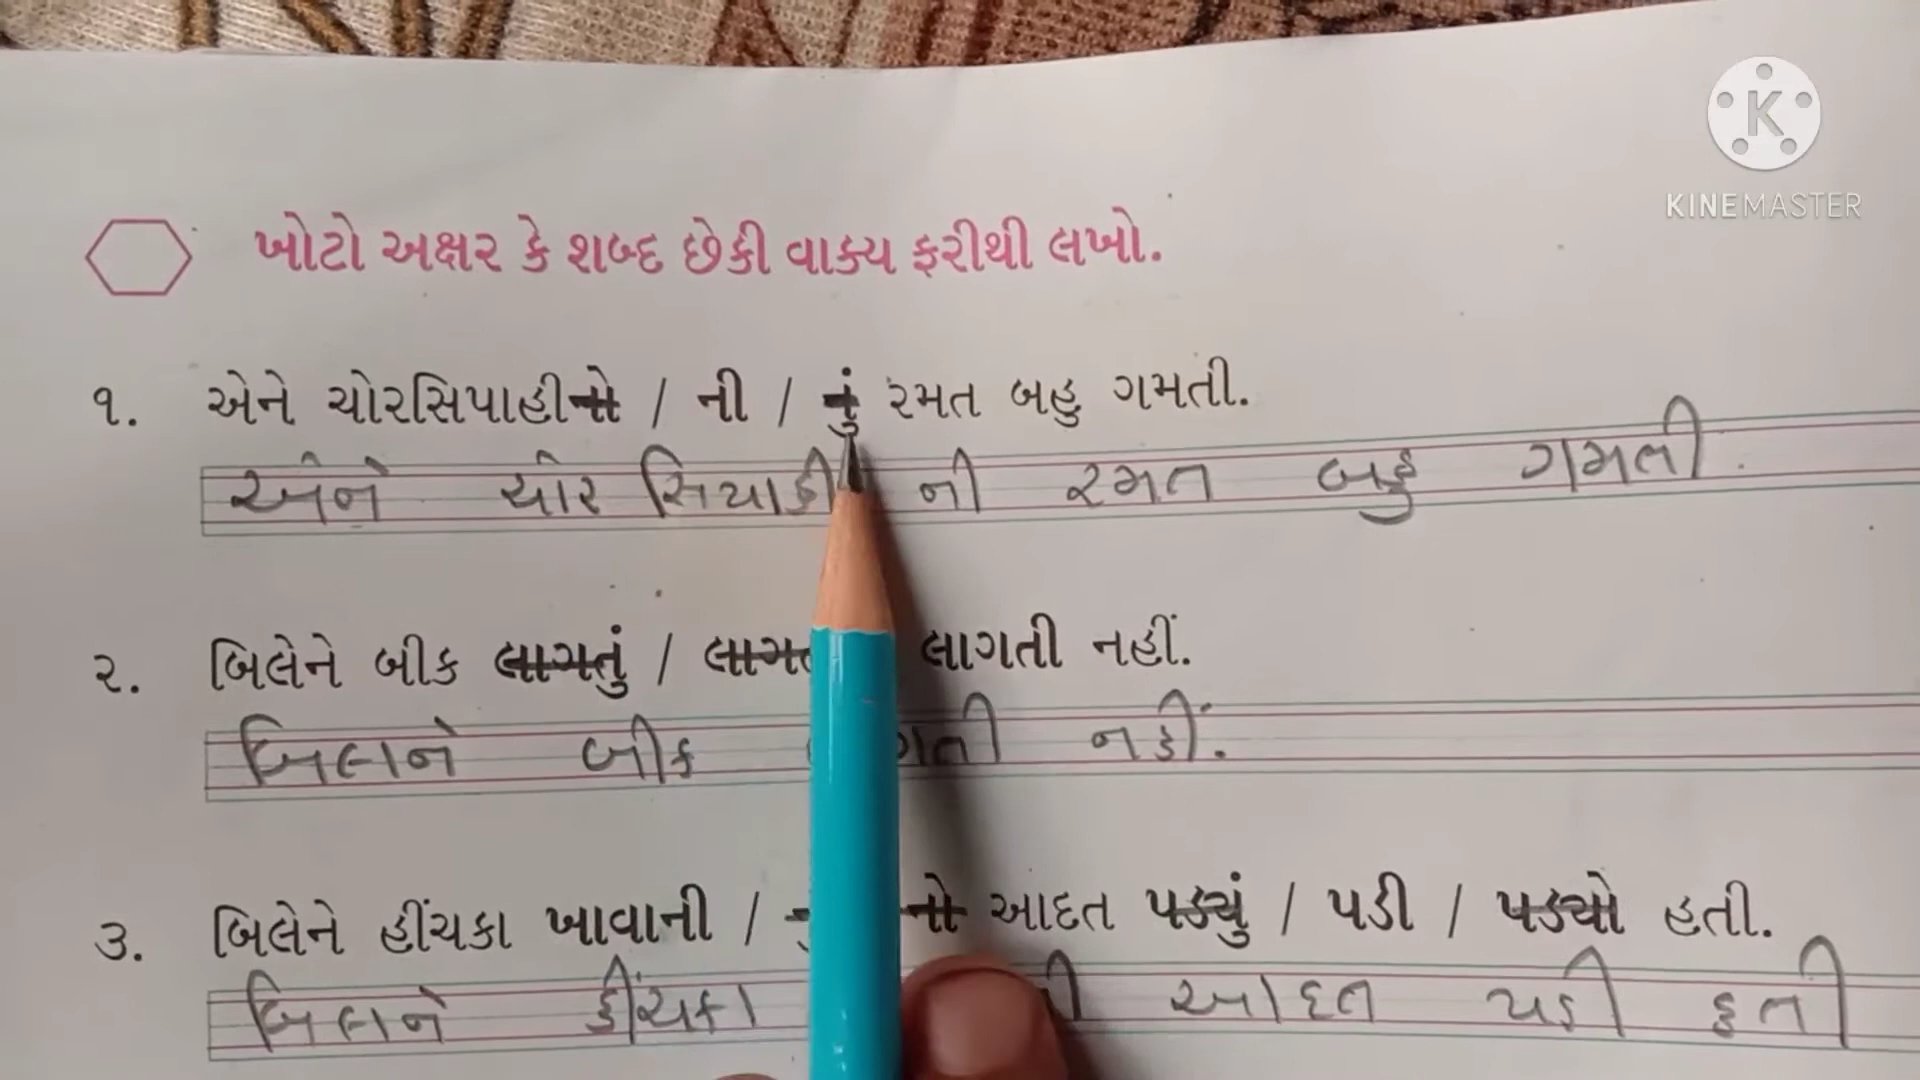 K
KINEMASTER
ખોટો અક્ષર કે શબ્દ છેકી વાક્ય ફરીથી લખો.
૧. એને ચોરસિપાહીનો / ની / નું રમત બહુ ગમતી.
એને ચોર સિપાહી ની રમત બહુ ગમતી.
૨. બિલેને બીક લાગતું / લાગતી નહીં.
બિલેને બીક નહીં.
૩. બિલેને હીંચકા ખાવાની / નો આદત પડ્યું / પડી / પડ્યો હતી.
બિલેને હીંચકા આદત પડી હતી